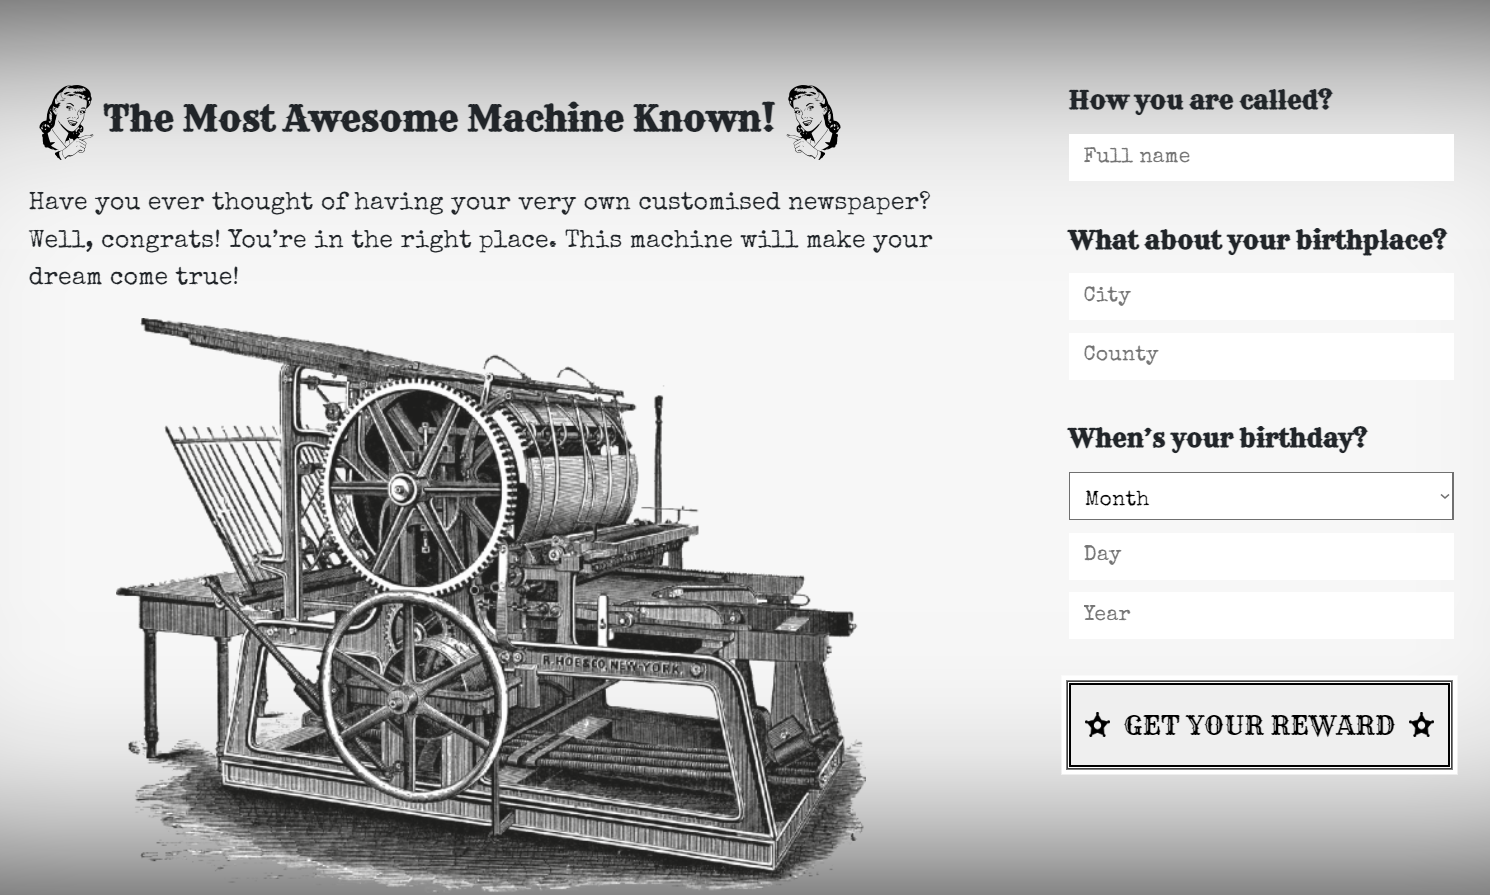 The Most Awesome Machine Known!
Have you ever thought of having your very own customised newspaper?
Well, congrats! You're in the right place. This machine will make your
dream come true!
R. HOE & CO. NEW-YORK.
How you are called?
Full name
What about your birthplace?
City
County
When's your birthday?
Month
Day
Year
GET YOUR REWARD